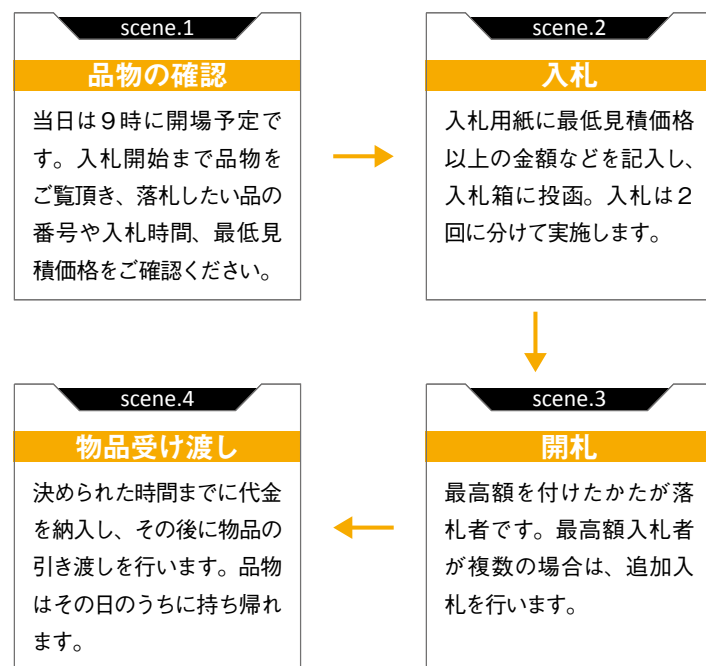 scene.1
品物の確認
当日は９時に開場予定で
す。入札開始まで品物を
ご覧頂き、落札したい品の
番号や入札時間、最低見
積価格をご確認ください。
scene.2
入札
入札用紙に最低見積価格
以上の金額などを記入し、
入札箱に投函。入札は２
回に分けて実施します。
scene.3
開札
最高額を付けたかたが落
札者です。最高額入札者
が複数の場合は、追加入
札を行います。
scene.4
物品受け渡し
決められた時間までに代金
を納入し、その後に物品の
引き渡しを行います。品物
はその日のうちに持ち帰れ
ます。